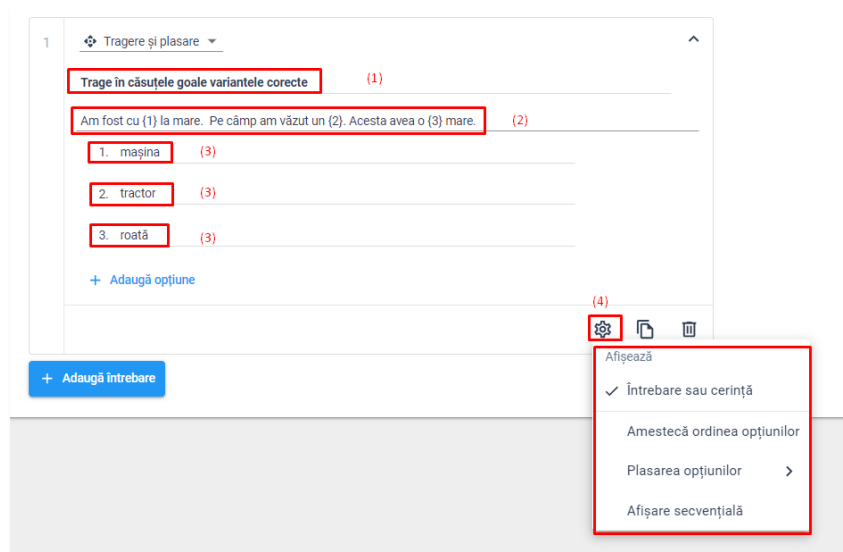 1
Tragere și plasare
Trage în căsuțele goale variantele corecte (1)
Am fost cu {1} la mare. Pe câmp am văzut un {2}. Acesta avea o {3} mare. (2)
1. mașina (3)
2. tractor (3)
3. roată (3)
+ Adaugă opțiune
(4)
+ Adaugă întrebare
Afișează
Întrebare sau cerință
Amestecă ordinea opțiunilor
Plasarea opțiunilor
Afișare secvențială